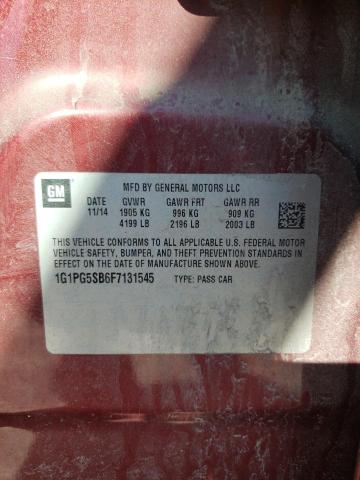 GM
MFD BY GENERAL MOTORS LLC
DATE GVWR GAWR FRT GAWR RR
11/14 1905 KG 996 KG 909 KG
4199 LB 2196 LB 2003 LB
THIS VEHICLE CONFORMS TO ALL APPLICABLE U.S. FEDERAL MOTOR
VEHICLE SAFETY, BUMPER, AND THEFT PREVENTION STANDARDS
IN EFFECT ON THE DATE OF MANUFACTURE SHOWN ABOVE.
1G1PG5SB6F7131545 TYPE: PASS CAR